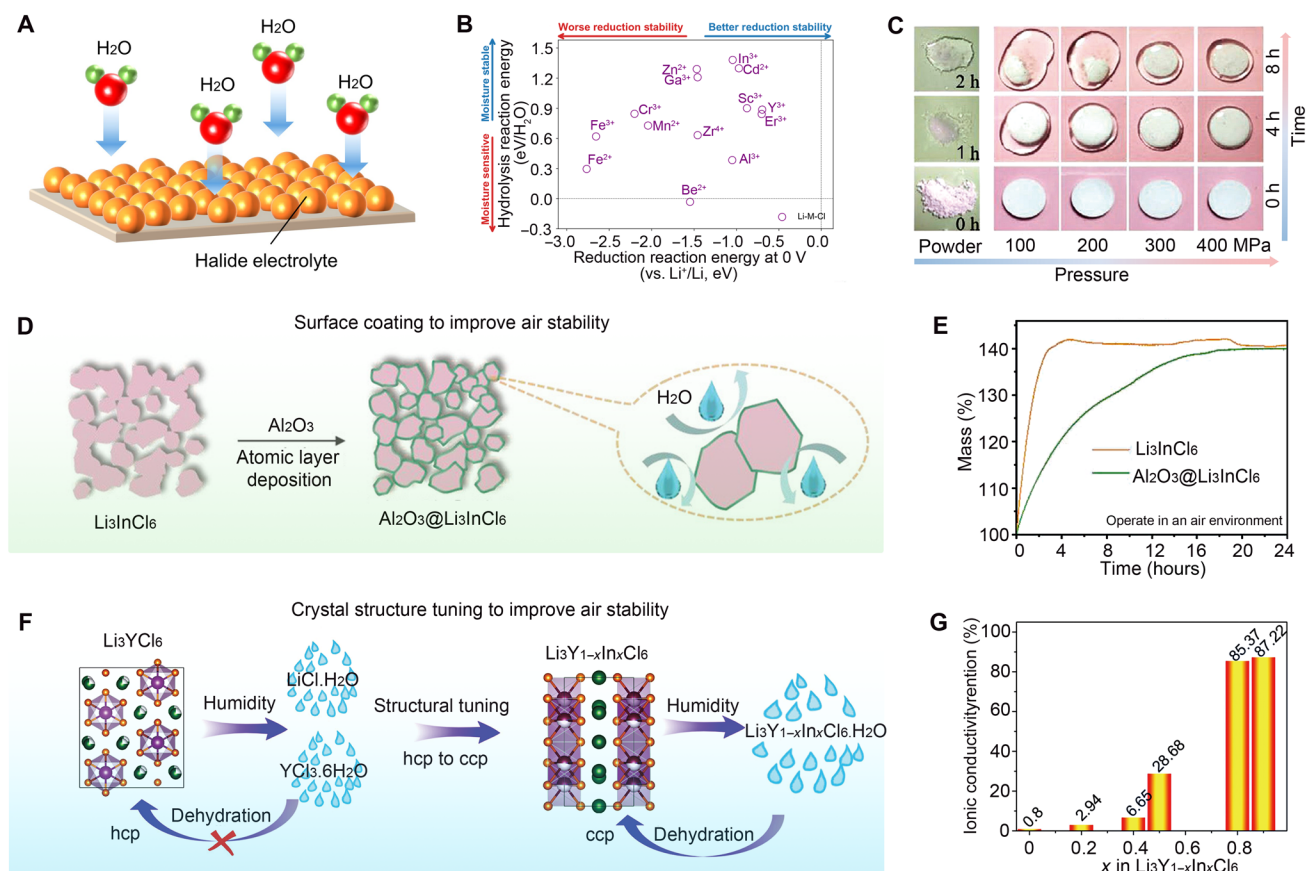 A
H2O
H2O
H2O
H2O
Halide electrolyte
B
Worse reduction stability
Better reduction stability
Moisture stable
Moisture sensitive
Hydrolysis reaction energy
(eV/H2O)
1.5
1.2
0.9
0.6
0.3
0.0
−0.3
In3+
Zn2+
Cd2+
Ga3+
Sc3+
Y3+
Cr3+
Er3+
Fe3+
Mn2+
Zr4+
Fe2+
Al3+
Be2+
Li-M-Cl
−3.0 −2.5 −2.0 −1.5 −1.0 −0.5 0.0
Reduction reaction energy at 0 V
(vs. Li+/Li, eV)
C
2 h
1 h
0 h
8 h
4 h
0 h
Time
Powder 100 200 300 400 MPa
Pressure
D
Surface coating to improve air stability
Al2O3
Atomic layer
deposition
H2O
Li3InCl6
Al2O3@Li3InCl6
E
Mass (%)
140
130
120
110
100
Li3InCl6
Al2O3@Li3InCl6
Operate in an air environment
0 4 8 12 16 20 24
Time (hours)
F
Crystal structure tuning to improve air stability
Li3YCl6
Humidity
LiCl.H2O
YCl3.6H2O
Dehydration
hcp
Structural tuning
hcp to ccp
Li3Y1−xInxCl6
Humidity
Li3Y1−xInxCl6.H2O
ccp
Dehydration
G
Ionic conductivityrention (%)
100
80
60
40
20
0
0.8
2.94
6.65
28.68
85.37
87.22
0 0.2 0.4 0.6 0.8
x in Li3Y1−xInxCl6